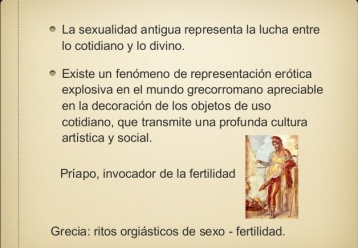 La sexualidad antigua representa la lucha entre
lo cotidiano y lo divino.
Existe un fenómeno de representación erótica
explosiva en el mundo grecorromano apreciable
en la decoración de los objetos de uso
cotidiano, que transmite una profunda cultura
artística y social.
Príapo, invocador de la fertilidad
Grecia: ritos orgiásticos de sexo - fertilidad.